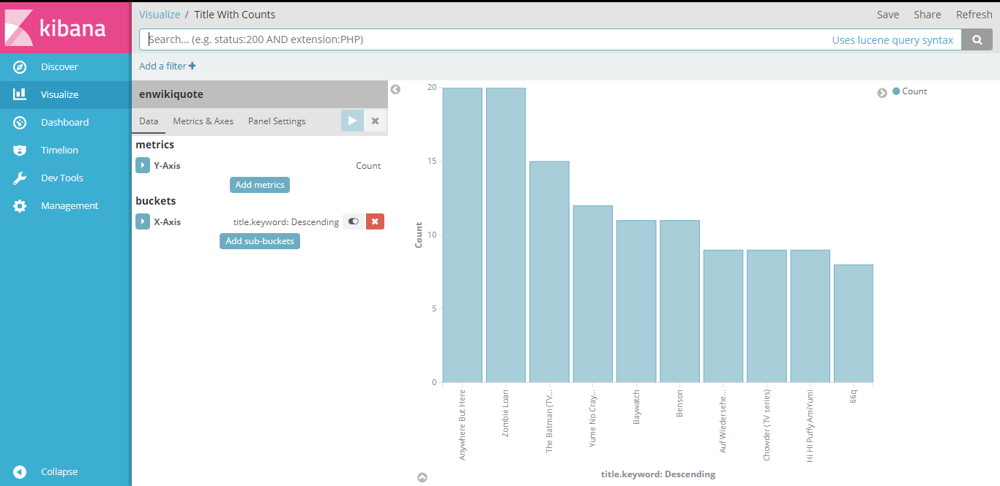 kibana
Discover
Visualize
Dashboard
Timelion
Dev Tools
Management
Collapse
Visualize / Title With Counts
Save Share Refresh
Search... (e.g. status:200 AND extension:PHP)
Uses lucene query syntax
Add a filter
enwikiquote
Data Metrics & Axes Panel Settings
metrics
Y-Axis Count
Add metrics
buckets
X-Axis title.keyword: Descending
Add sub-buckets
Count
20
15
10
5
0
Count
Anywhere But Here
Zombie Loan
The Batman (TV...
Yume No Cray...
Baywatch
Benson
Auf Wiedersehe...
Chowder (TV series)
Hi Hi Puffy AmiYumi
66q
title.keyword: Descending